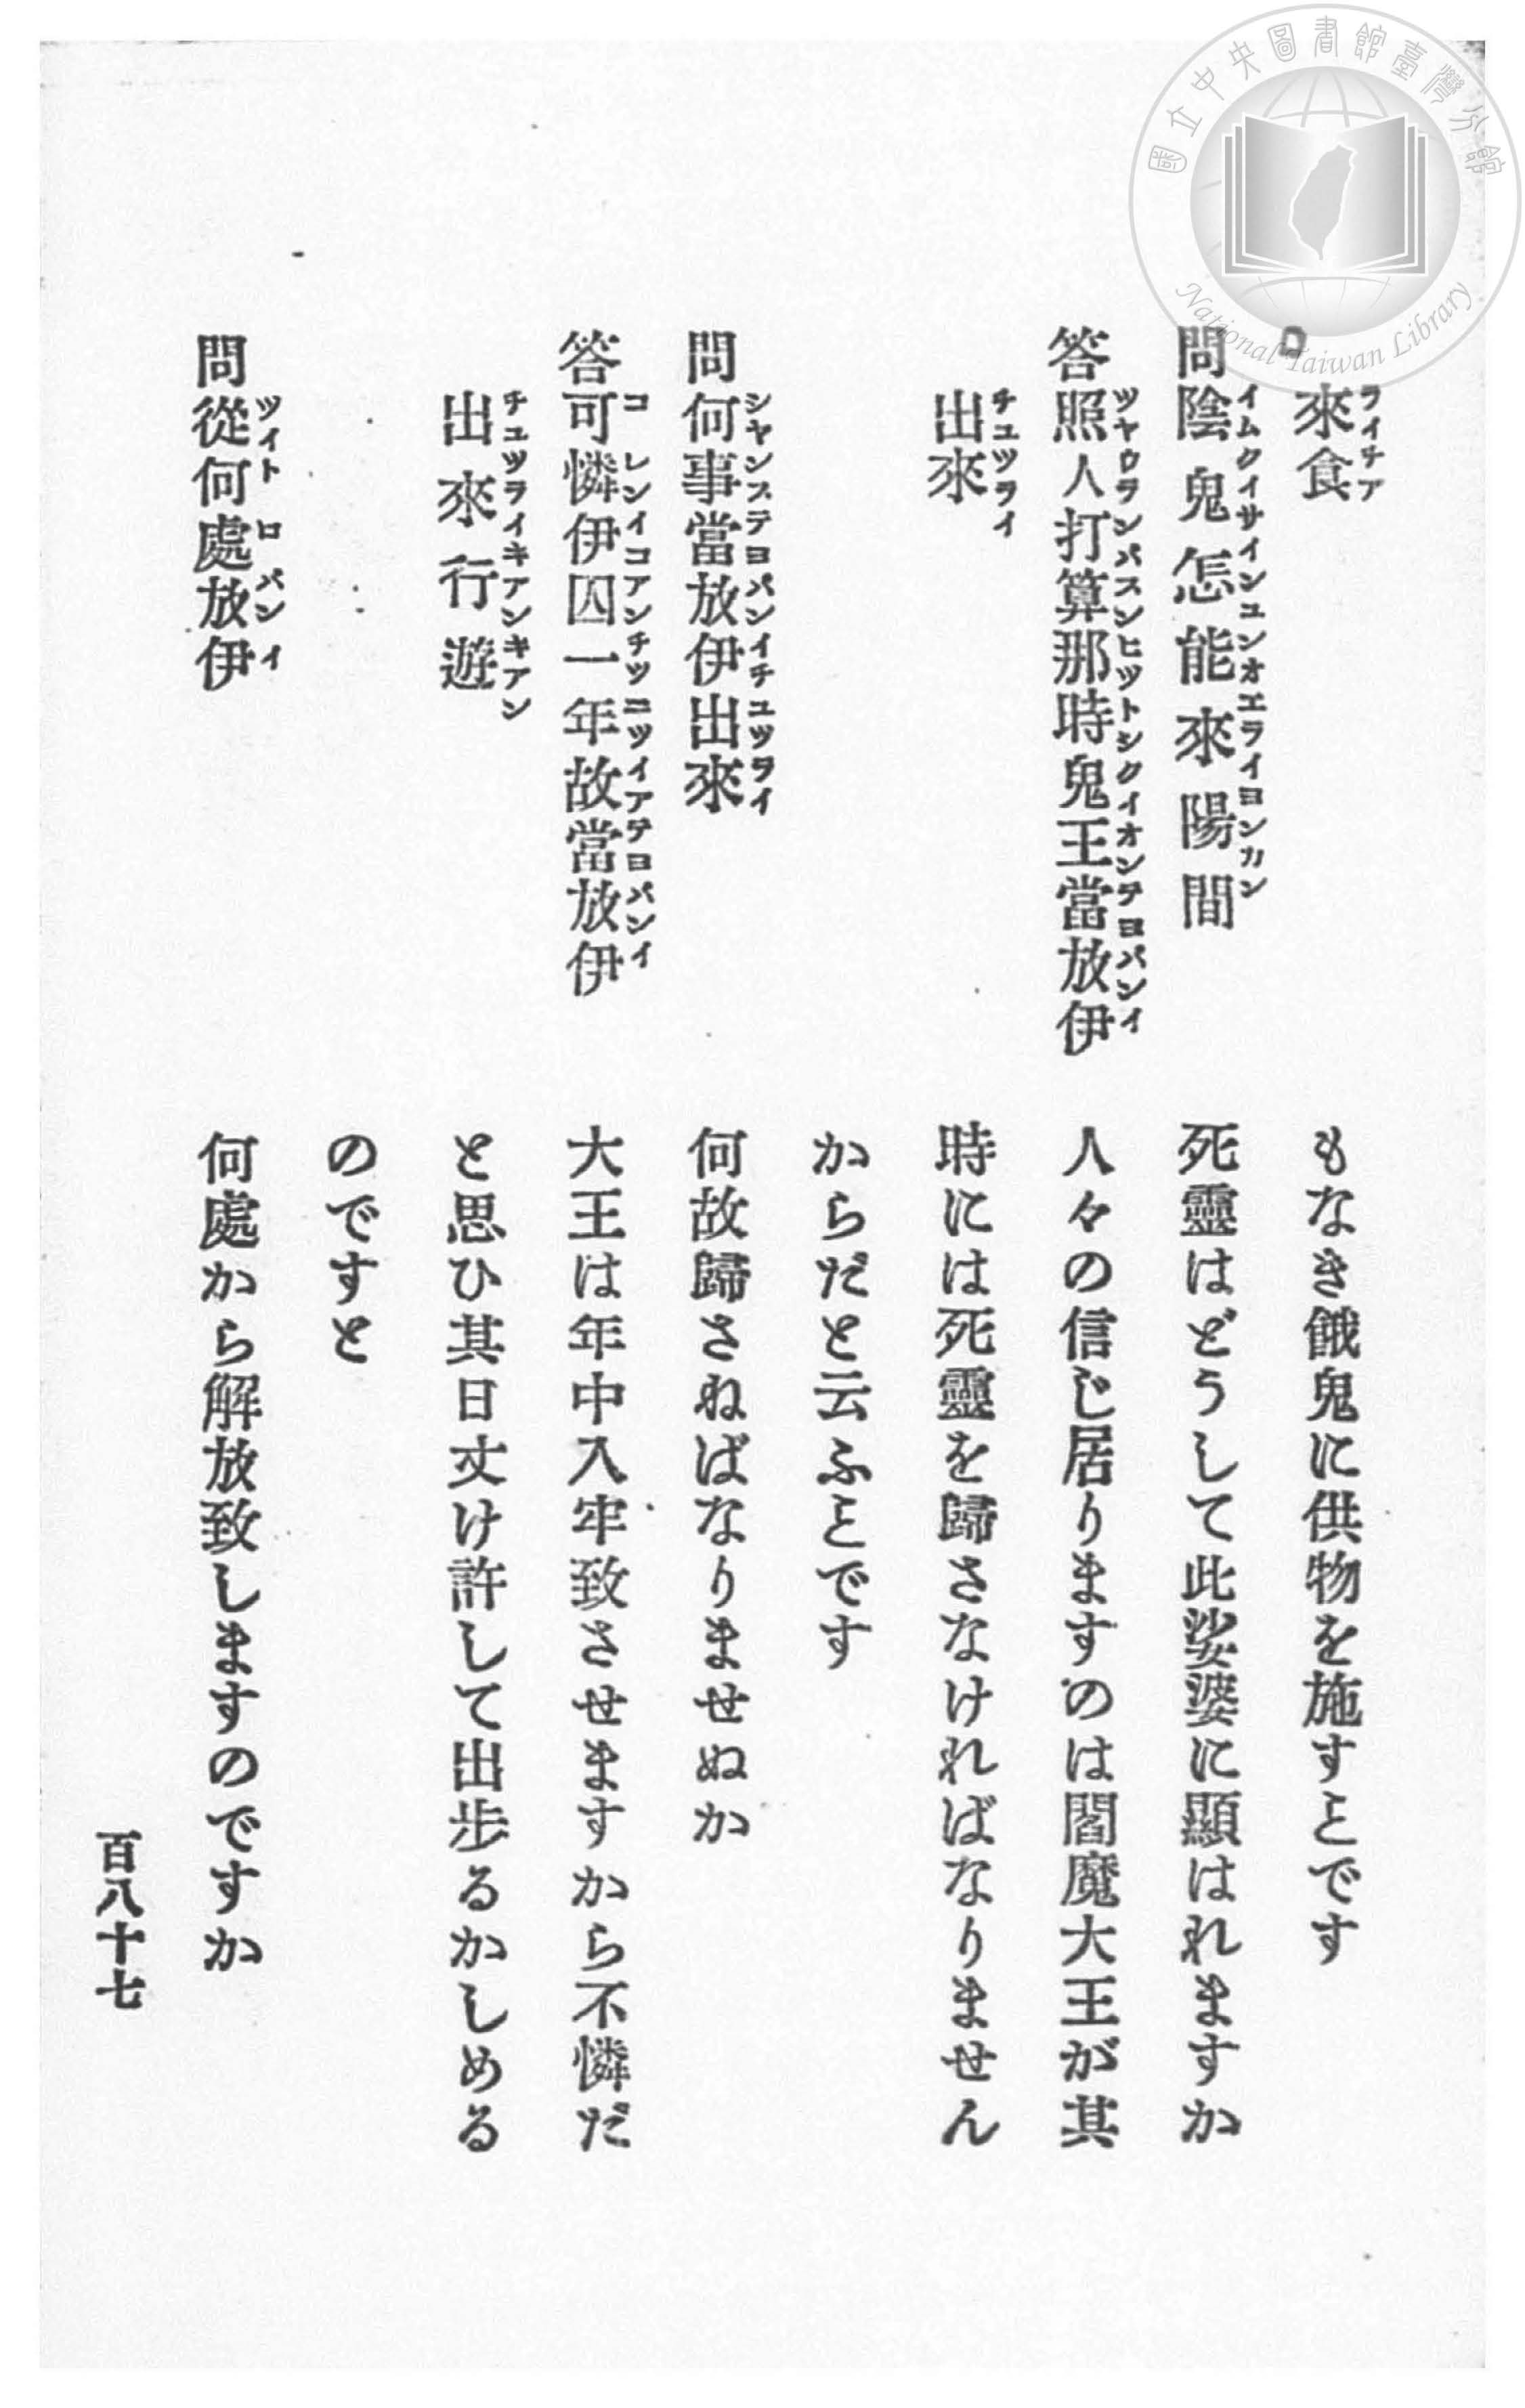 國立中央圖書館臺灣分館
National Taiwan Library
來食
ライチア
もなき餓鬼に供物を施すとです
問陰鬼怎能來陽間
イムクイサインユンオエライヨンカン
死靈はどうして此娑婆に顯はれますか
答照人打算那時鬼王當放伊
ツヤウランパスンヒツトシクイオンテヨパンイ
人々の信じ居りますのは閻魔大王が其
出來
チユツライ
時には死靈を歸さなければなりません
からだと云ふとです
問何事當放伊出來
シヤンステヨパンイチユツライ
何故歸さねばなりませぬか
答可憐伊囚一年故當放伊
コレンイコアンチツニツイアテヨパンイ
大王は年中入牢致させますから不憐だ
出來行遊
チユツライキアンキアン
と思ひ其日丈け許して出步るかしめる
のですと
問從何處放伊
ツイトロパンイ
何處から解放致しますのですか
百八十七